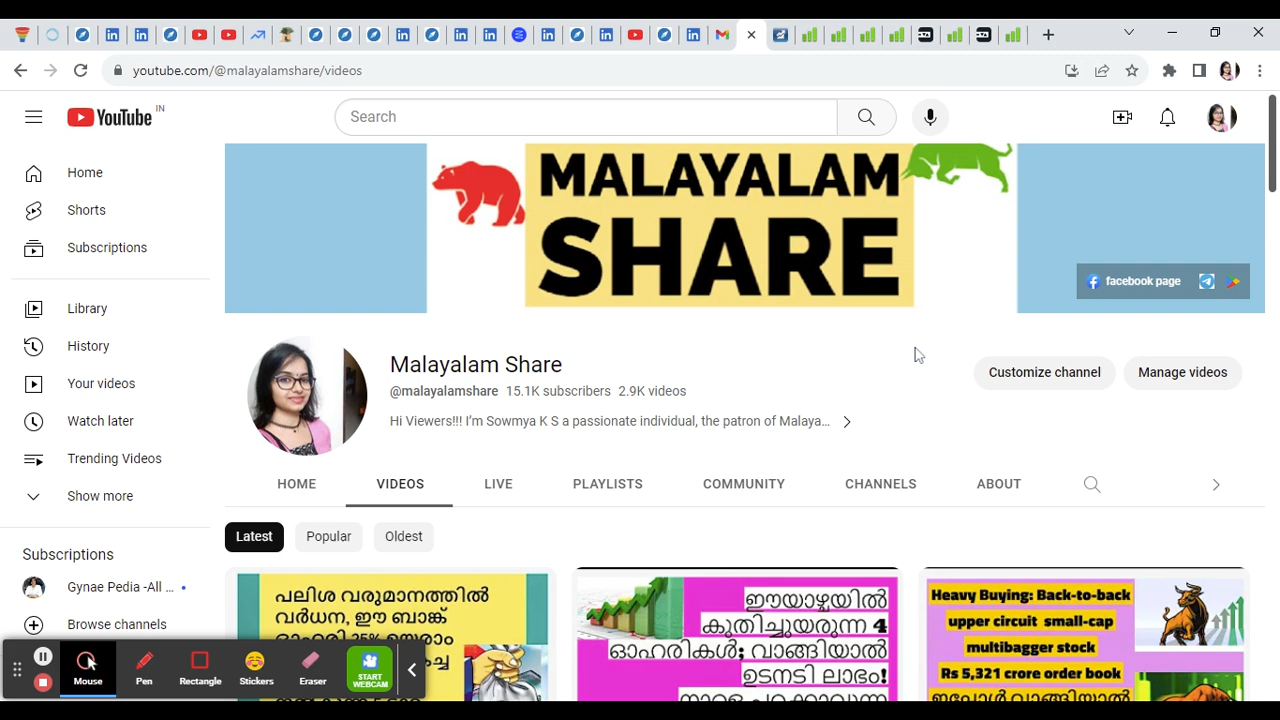 youtube.com/@malayalamshare/videos
YouTube IN
Search
Home
Shorts
Subscriptions
Library
History
Your videos
Watch later
Trending Videos
Show more
Subscriptions
Gynae Pedia -All ...
Browse channels
MALAYALAM
SHARE
facebook page
Malayalam Share
@malayalamshare 15.1K subscribers 2.9K videos
Hi Viewers!!! I'm Sowmya K S a passionate individual, the patron of Malaya...
Customize channel
Manage videos
HOME VIDEOS LIVE PLAYLISTS COMMUNITY CHANNELS ABOUT
Latest Popular Oldest
പലിശ വരുമാനത്തിൽ
വർധന, ഈ ബാങ്ക്
ഈയാഴ്ചയിൽ
കുതിച്ചുയരുന്ന 4
ഓഹരികൾ; വാങ്ങിയാൽ
ഉടനടി ലാഭം!
Heavy Buying: Back-to-back
upper circuit small-cap
multibagger stock
Rs 5,321 crore order book
ഇപ്പോൾ വാങ്ങിയാൽ
Mouse Pen Rectangle Stickers Eraser
START
WEBCAM